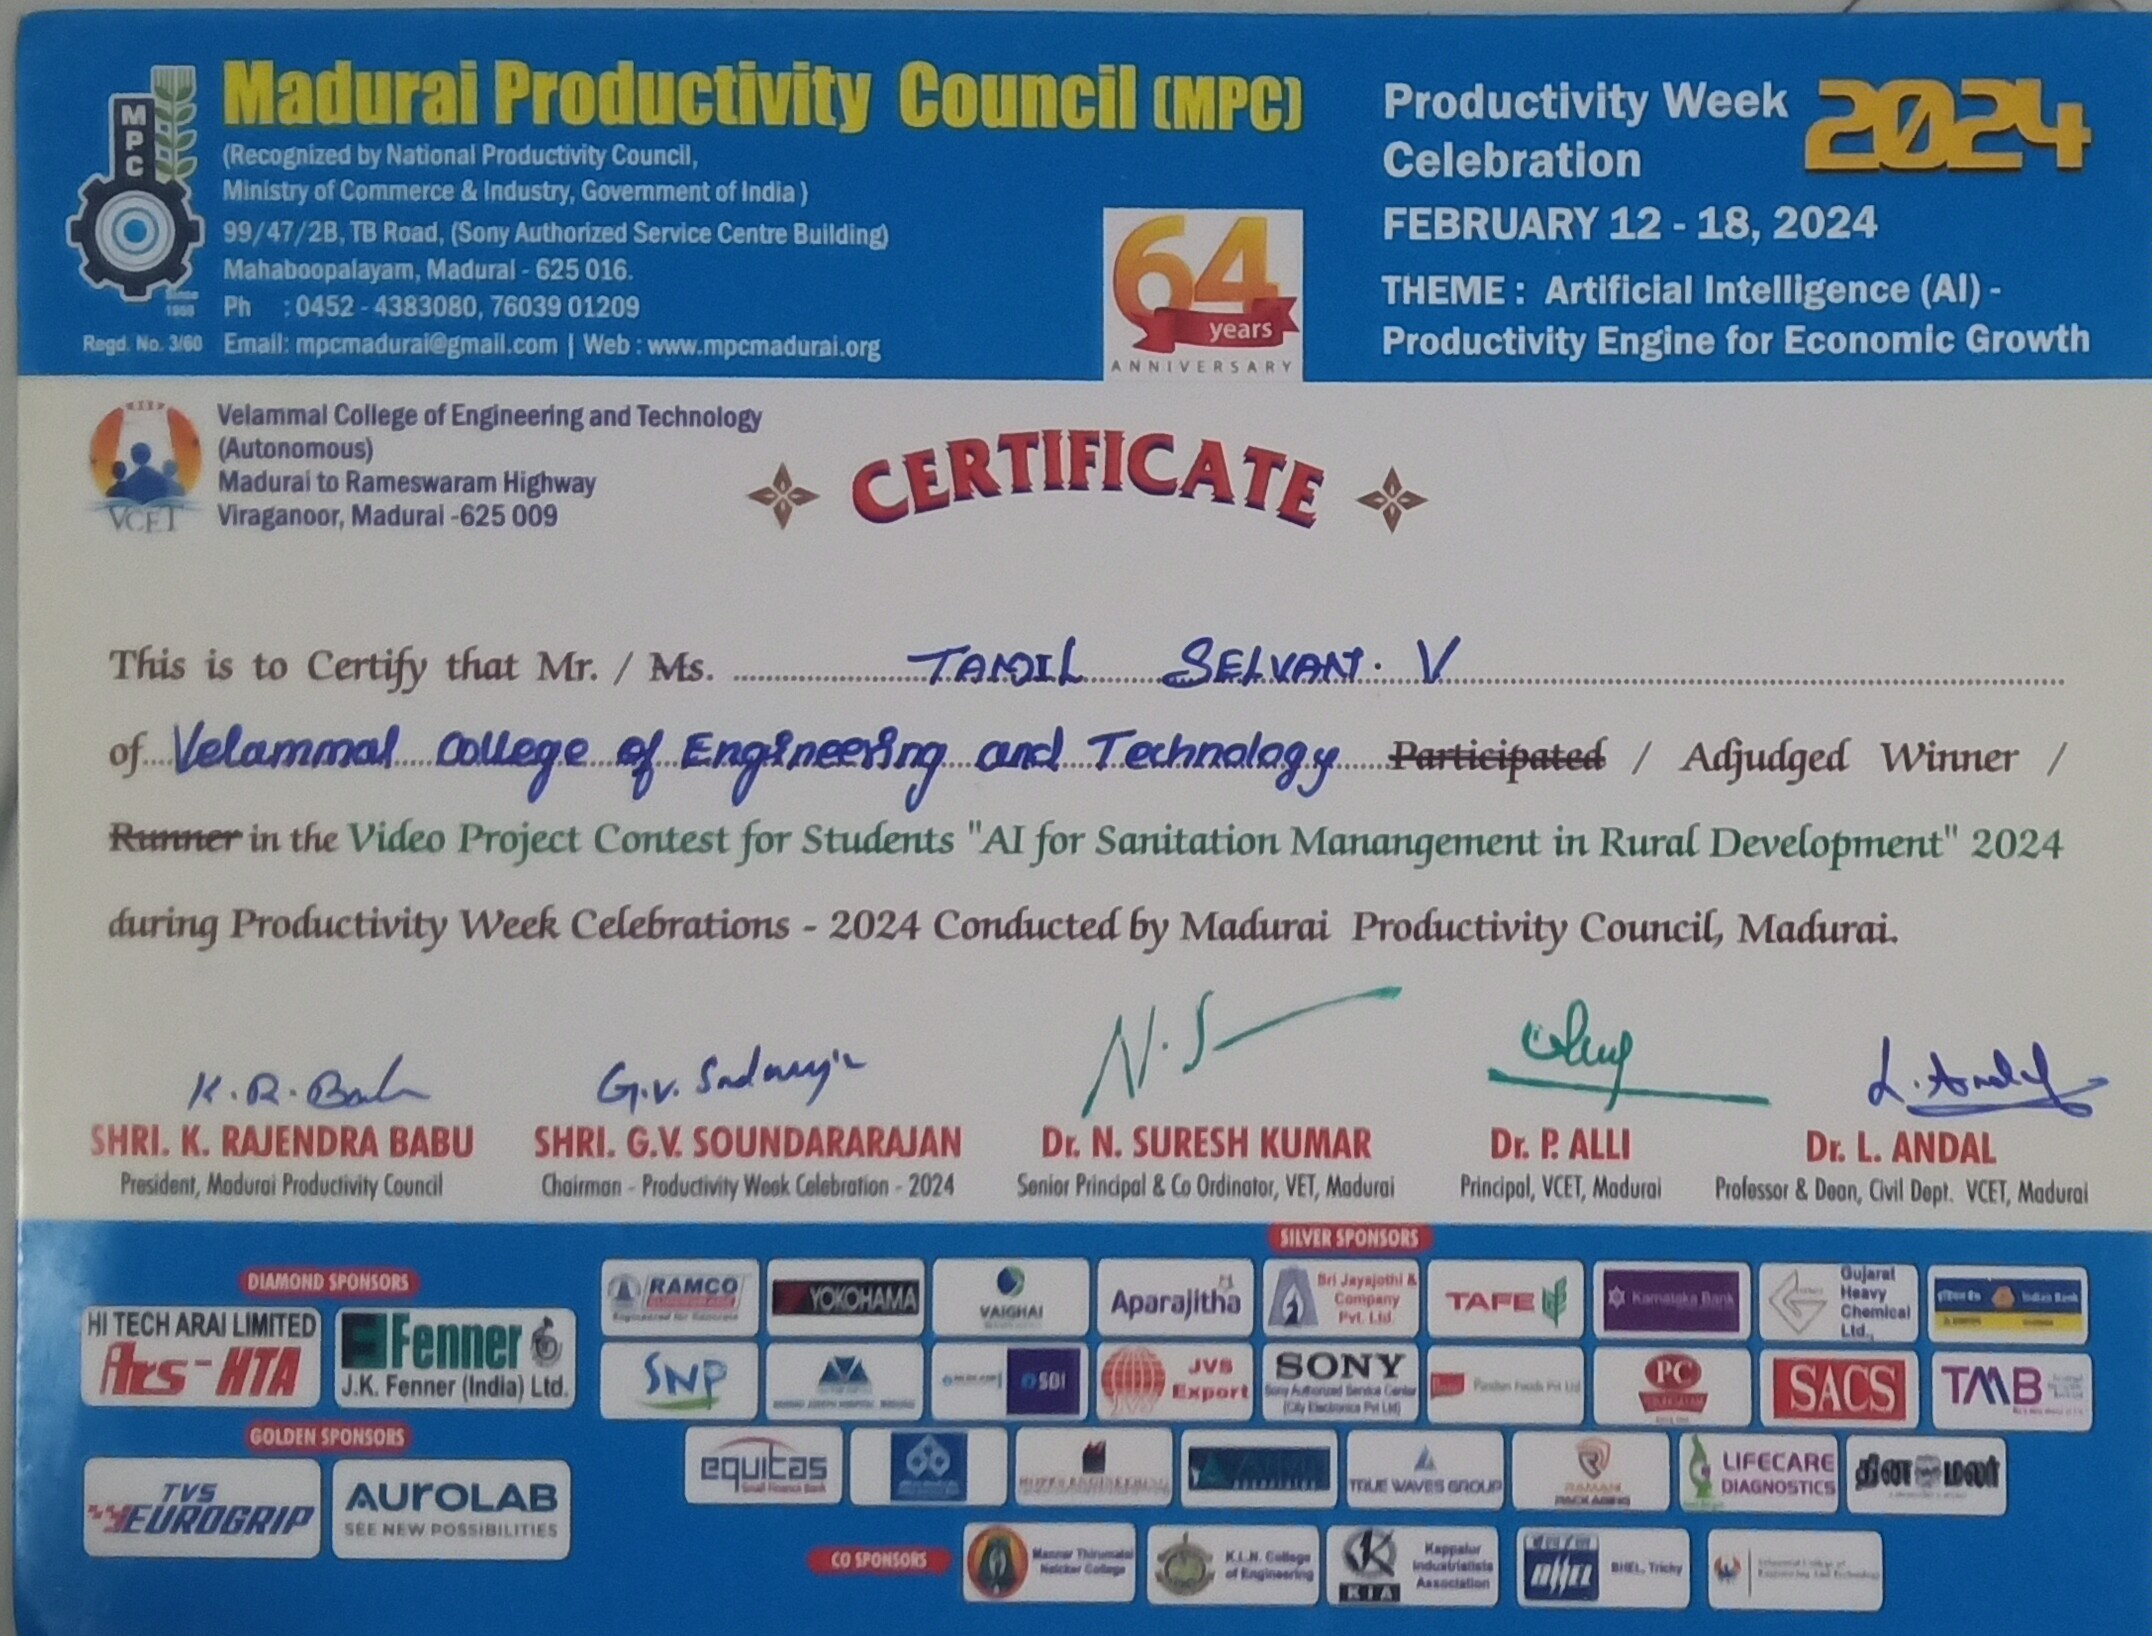 MPC
Since
1959
Regd. No. 3/60
Madurai Productivity Council (MPC)
(Recognized by National Productivity Council,
Ministry of Commerce & Industry, Government of India )
99/47/2B, TB Road, (Sony Authorized Service Centre Building)
Mahaboopalayam, Madurai - 625 016.
Ph : 0452 - 4383080, 76039 01209
Email: mpcmadurai@gmail.com | Web : www.mpcmadurai.org
64
years
ANNIVERSARY
Productivity Week 2024
Celebration
FEBRUARY 12 - 18, 2024
THEME : Artificial Intelligence (AI) -
Productivity Engine for Economic Growth
VCET
Velammal College of Engineering and Technology
(Autonomous)
Madurai to Rameswaram Highway
Viraganoor, Madurai -625 009
CERTIFICATE
This is to Certify that Mr. / Ms. TAMIL SELVAN. V
of Velammal College of Engineering and Technology Participated / Adjudged Winner /
Runner in the Video Project Contest for Students "AI for Sanitation Manangement in Rural Development" 2024
during Productivity Week Celebrations - 2024 Conducted by Madurai Productivity Council, Madurai.
K.R. Babu
G.V. Sndarajn
N.S
L. Andal
SHRI. K. RAJENDRA BABU
President, Madurai Productivity Council
SHRI. G.V. SOUNDARARAJAN
Chairman - Productivity Week Celebration - 2024
Dr. N. SURESH KUMAR
Senior Principal & Co Ordinator, VET, Madurai
Dr. P. ALLI
Principal, VCET, Madurai
Dr. L. ANDAL
Professor & Dean, Civil Dept. VCET, Madurai
DIAMOND SPONSORS
HI TECH ARAI LIMITED
Ars-HTA
Fenner
J.K. Fenner (India) Ltd.
GOLDEN SPONSORS
TVS
EUROGRIP
AUROLAB
SEE NEW POSSIBILITIES
SILVER SPONSORS
RAMCO
YOKOHAMA
VAIGHAI
Aparajitha
Sri Jayajothi &
Company
Pvt. Ltd.
TAFE
Karnataka Bank
Gujarat
Heavy
Chemical
Ltd.,
Indian Bank
SNP
SBI
JVS
Export
SONY
Sony Authorized Service Center
(City Electronics Pvt Ltd)
Pandian Foods Pvt Ltd
PC
SACS
TMB
equitas
Small Finance Bank
ENGINEERING
TRUE WAVES GROUP
RAMAN
PACKAGING
LIFECARE
DIAGNOSTICS
தினமலர்
CO SPONSORS
Mannar Thirumalai
Naicker College
K.L.N. College
of Engineering
KIA
Kappalur
Industrialists
Association
BHEL, Trichy
Velammal College of
Engineering And Technology